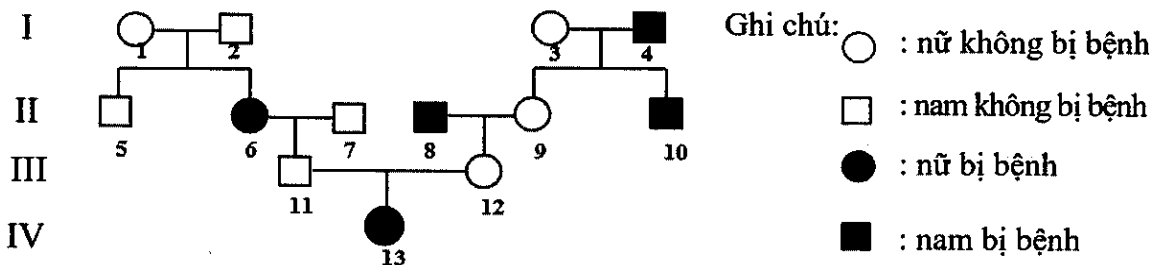 I
1 2 3 4
Ghi chú:
: nữ không bị bệnh
II
5 6 7 8 9 10
: nam không bị bệnh
III
11 12
: nữ bị bệnh
IV
13
: nam bị bệnh